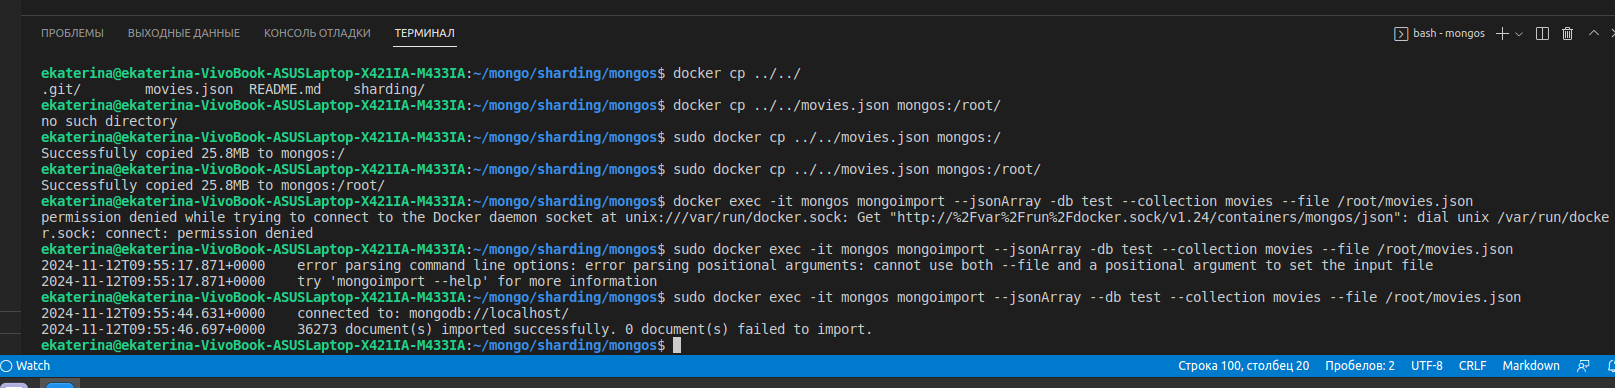 ПРОБЛЕМЫ ВЫХОДНЫЕ ДАННЫЕ КОНСОЛЬ ОТЛАДКИ ТЕРМИНАЛ bash - mongos
ekaterina@ekaterina-VivoBook-ASUSLaptop-X421IA-M433IA:~/mongo/sharding/mongos$ docker cp ../../
.git/ movies.json README.md sharding/
ekaterina@ekaterina-VivoBook-ASUSLaptop-X421IA-M433IA:~/mongo/sharding/mongos$ docker cp ../../movies.json mongos:/root/
no such directory
ekaterina@ekaterina-VivoBook-ASUSLaptop-X421IA-M433IA:~/mongo/sharding/mongos$ sudo docker cp ../../movies.json mongos:/
Successfully copied 25.8MB to mongos:/
ekaterina@ekaterina-VivoBook-ASUSLaptop-X421IA-M433IA:~/mongo/sharding/mongos$ sudo docker cp ../../movies.json mongos:/root/
Successfully copied 25.8MB to mongos:/root/
ekaterina@ekaterina-VivoBook-ASUSLaptop-X421IA-M433IA:~/mongo/sharding/mongos$ docker exec -it mongos mongoimport --jsonArray -db test --collection movies --file /root/movies.json
permission denied while trying to connect to the Docker daemon socket at unix:///var/run/docker.sock: Get "http://%2Fvar%2Frun%2Fdocker.sock/v1.24/containers/mongos/json": dial unix /var/run/docke
r.sock: connect: permission denied
ekaterina@ekaterina-VivoBook-ASUSLaptop-X421IA-M433IA:~/mongo/sharding/mongos$ sudo docker exec -it mongos mongoimport --jsonArray -db test --collection movies --file /root/movies.json
2024-11-12T09:55:17.871+0000 error parsing command line options: error parsing positional arguments: cannot use both --file and a positional argument to set the input file
2024-11-12T09:55:17.871+0000 try 'mongoimport --help' for more information
ekaterina@ekaterina-VivoBook-ASUSLaptop-X421IA-M433IA:~/mongo/sharding/mongos$ sudo docker exec -it mongos mongoimport --jsonArray --db test --collection movies --file /root/movies.json
2024-11-12T09:55:44.631+0000 connected to: mongodb://localhost/
2024-11-12T09:55:46.697+0000 36273 document(s) imported successfully. 0 document(s) failed to import.
ekaterina@ekaterina-VivoBook-ASUSLaptop-X421IA-M433IA:~/mongo/sharding/mongos$
Watch Строка 100, столбец 20 Пробелов: 2 UTF-8 CRLF Markdown